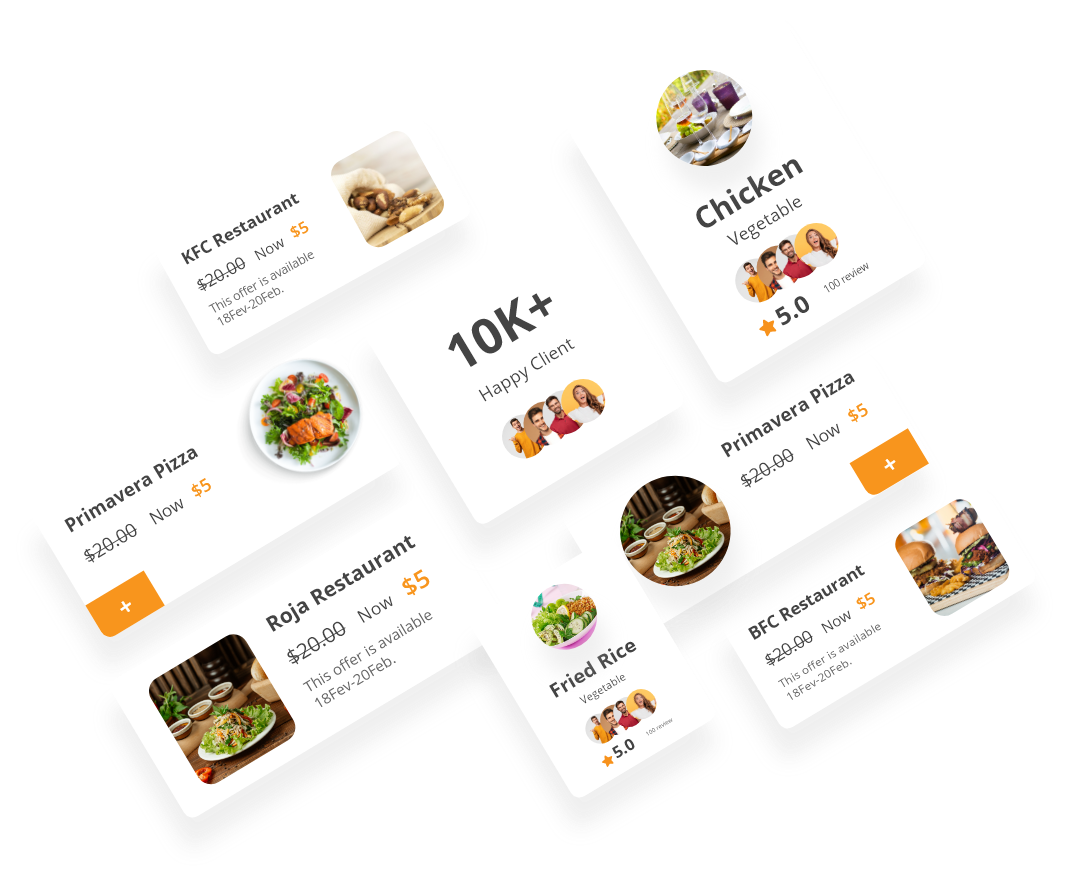 Chicken
Vegetable
5.0
100 review
KFC Restaurant
$20.00 Now $5
This offer is available
18Fev-20Feb.
10K+
Happy Client
Primavera Pizza
$20.00 Now $5
+
Primavera Pizza
$20.00 Now $5
+
Roja Restaurant
$20.00 Now $5
This offer is available
18Fev-20Feb.
Fried Rice
Vegetable
5.0
100 review
BFC Restaurant
$20.00 Now $5
This offer is available
18Fev-20Feb.